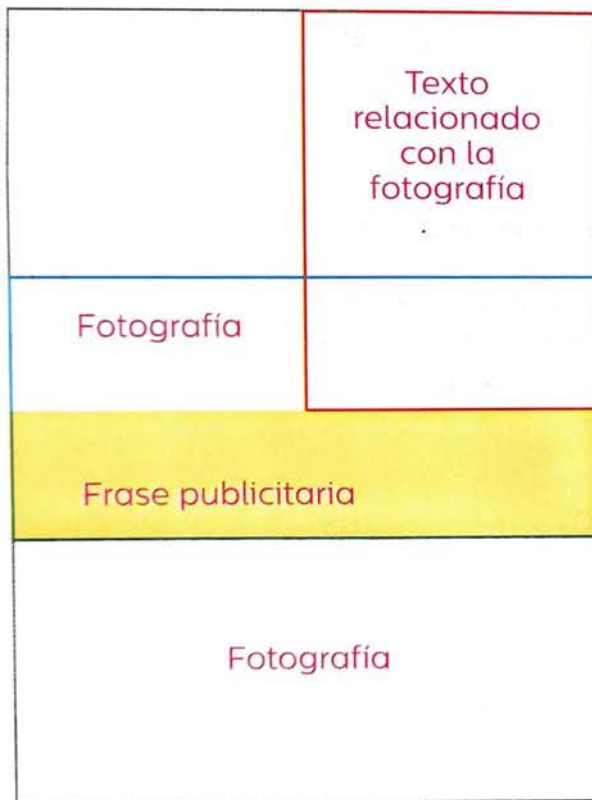 Texto
relacionado
con la
fotografía
Fotografía
Frase publicitaria
Fotografía